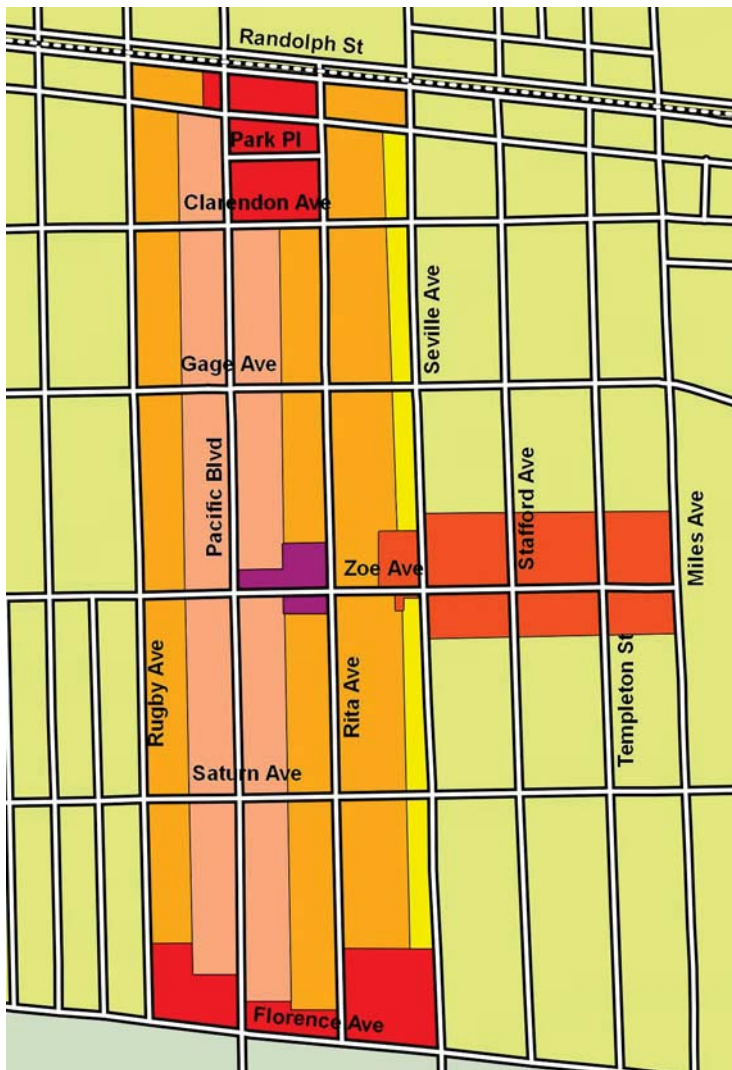 Randolph St
Park Pl
Clarendon Ave
Seville Ave
Gage Ave
Pacific Blvd
Stafford Ave
Miles Ave
Zoe Ave
Rugby Ave
Rita Ave
Templeton St
Saturn Ave
Florence Ave